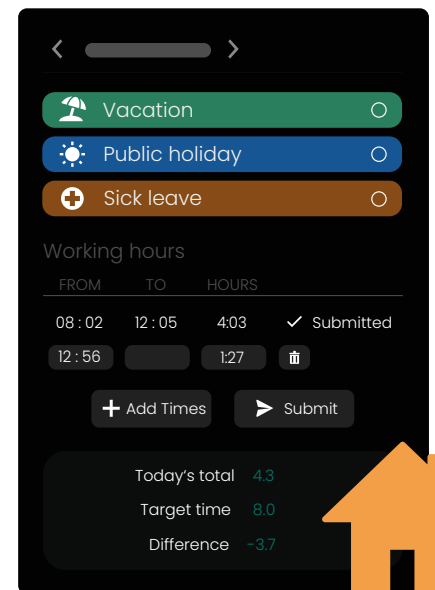 Vacation
Public holiday
Sick leave
Working hours
FROM TO HOURS
08 : 02 12 : 05 4:03 Submitted
12 : 56 1:27
Add Times Submit
Today's total 4.3
Target time 8.0
Difference -3.7